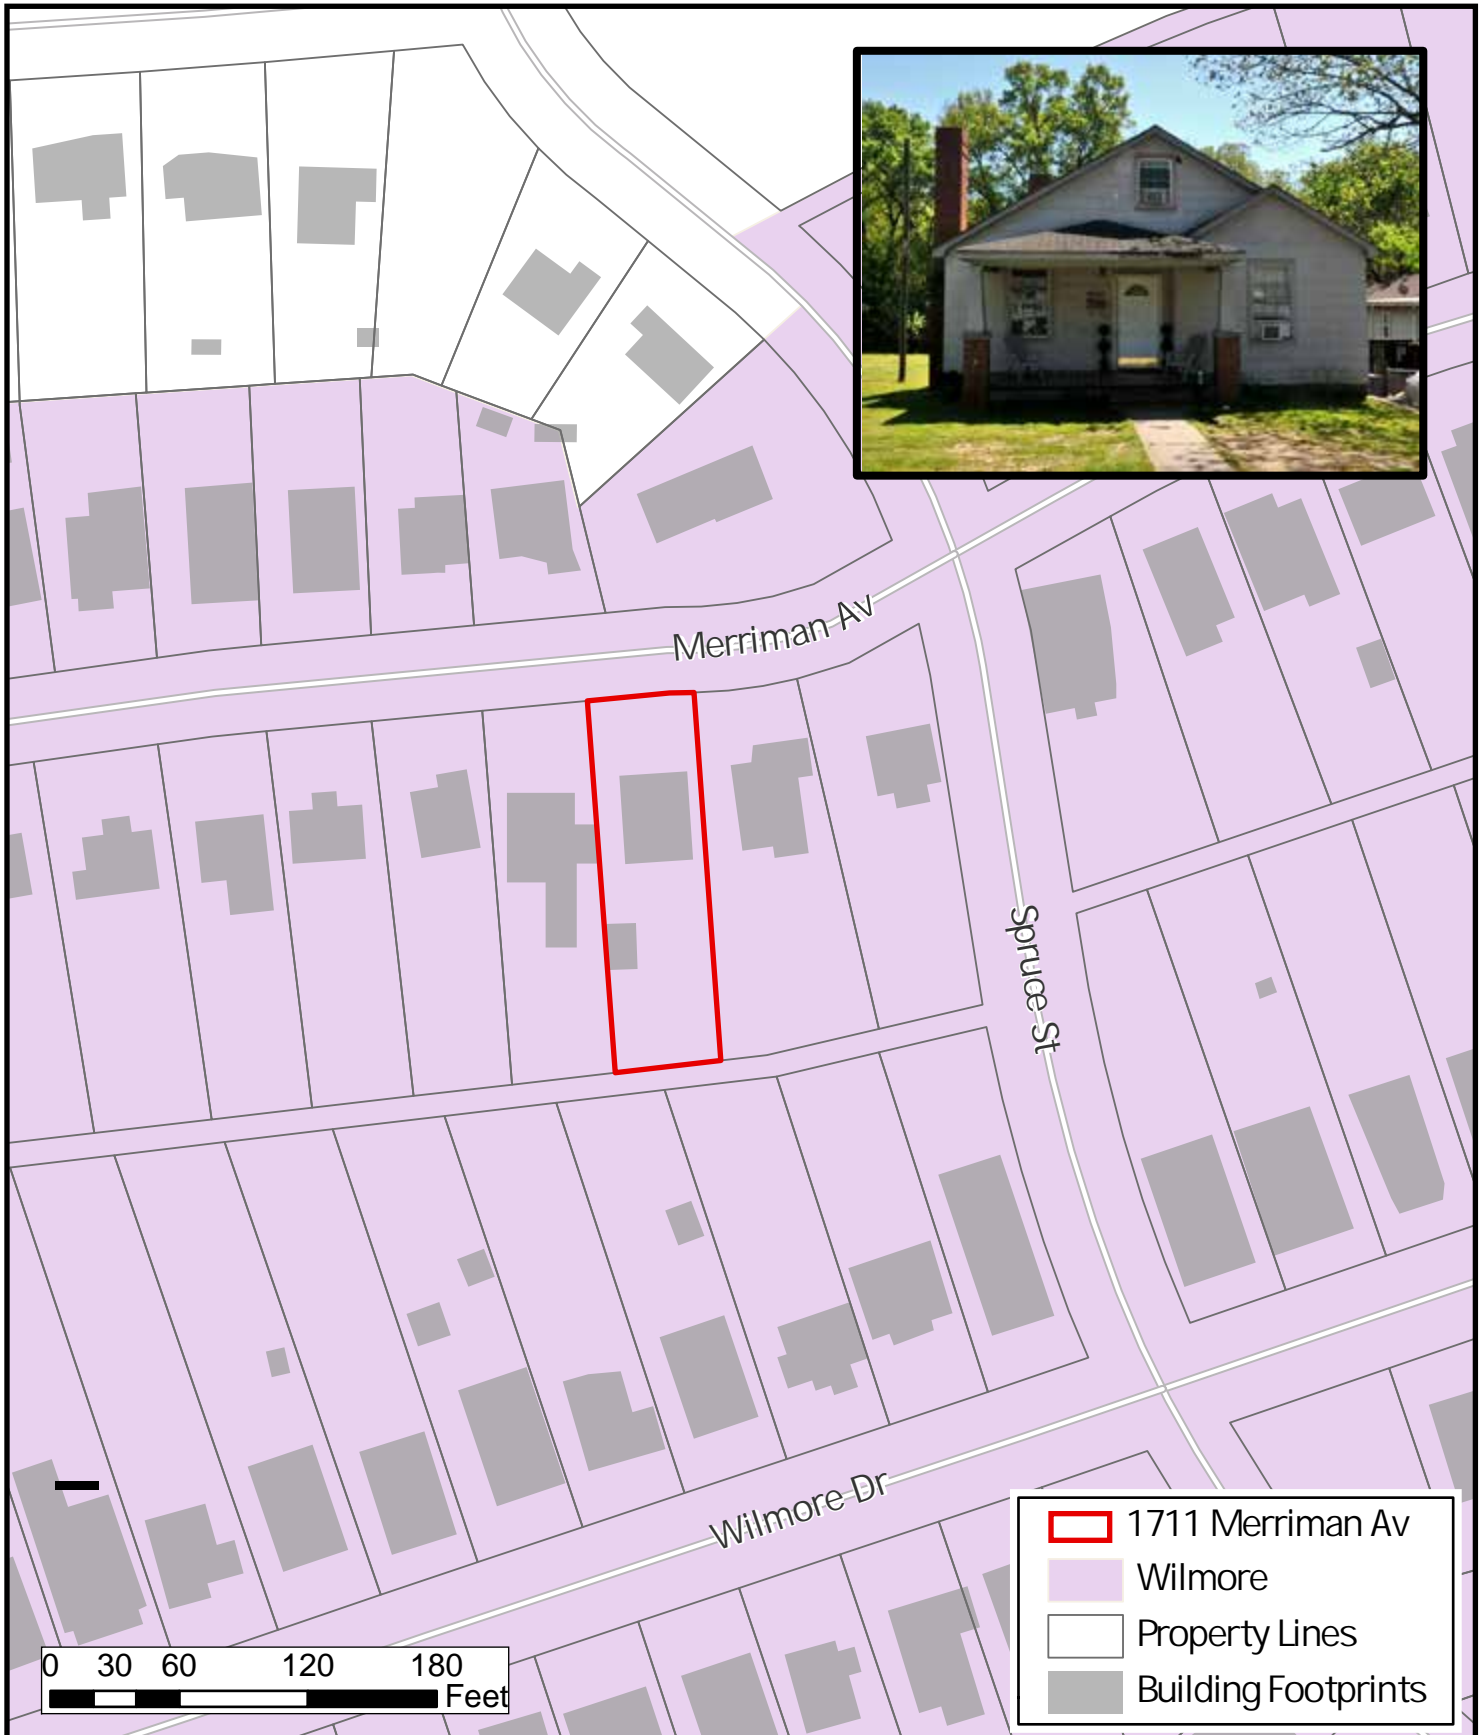 Merriman Av
Spruce St
Wilmore Dr
1711 Merriman Av
Wilmore
Property Lines
Building Footprints
0 30 60 120 180
Feet